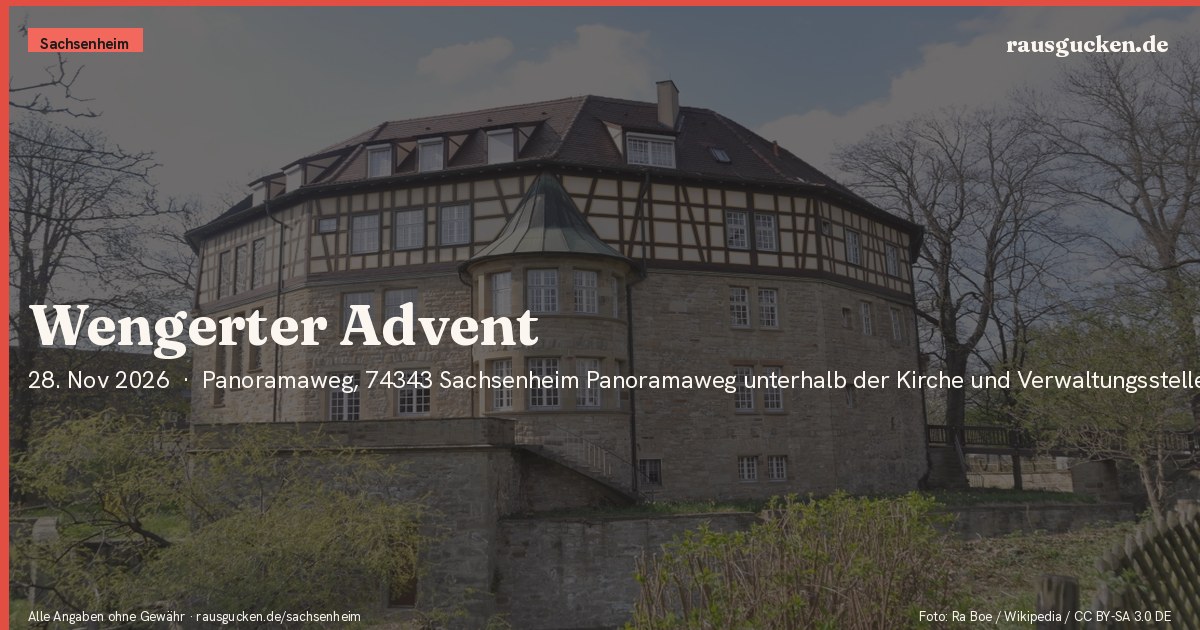 Sachsenheim
rausgucken.de
Wengerter Advent
28. Nov 2026 · Panoramaweg, 74343 Sachsenheim Panoramaweg unterhalb der Kirche und Verwaltungsstelle
Alle Angaben ohne Gewähr · rausgucken.de/sachsenheim
Foto: Ra Boe / Wikipedia / CC BY-SA 3.0 DE